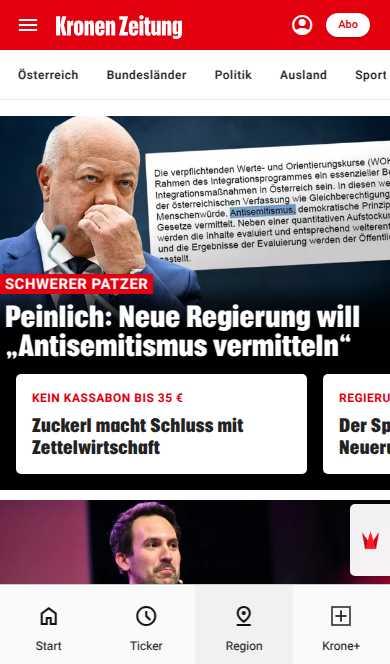 Kronen Zeitung
Abo
Österreich Bundesländer Politik Ausland Sport
Die verpflichtenden Werte- und Orientierungskurse (WOK
Rahmen des Integrationsprogrammes ein essenzieller Be
Integrationsmaßnahmen in Österreich sein. In diesen we
der österreichischen Verfassung wie Gleichberechtigung
Menschenwürde, Antisemitismus, demokratische Prinzip
Gesetze vermittelt. Neben einer quantitativen Aufstockun
werden die Inhalte evaluiert und entsprechend weiterent
und die Ergebnisse der Evaluierung werden der Öffentli
gestellt.
SCHWERER PATZER
Peinlich: Neue Regierung will
„Antisemitismus vermitteln“
KEIN KASSABON BIS 35 €
Zuckerl macht Schluss mit
Zettelwirtschaft
REGIERU
Der Sp
Neueru
Start Ticker Region Krone+